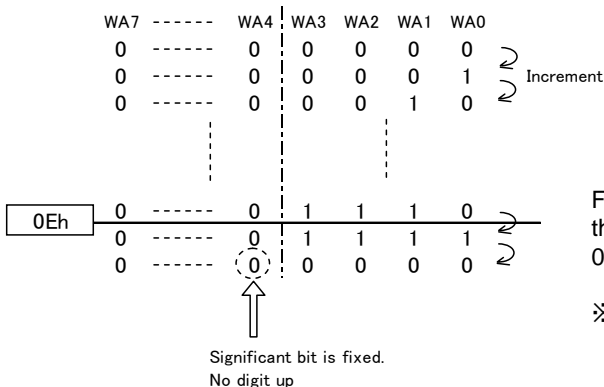 WA7 ------ WA4 WA3 WA2 WA1 WA0
0 ------ 0 0 0 0 0
0 ------ 0 0 0 0 1
Increment
0 ------ 0 0 0 1 0
0Eh
0 ------ 0 1 1 1 0
0 ------ 0 1 1 1 1
0 ------ 0 0 0 0 0
F
th
0
※
Significant bit is fixed.
No digit up